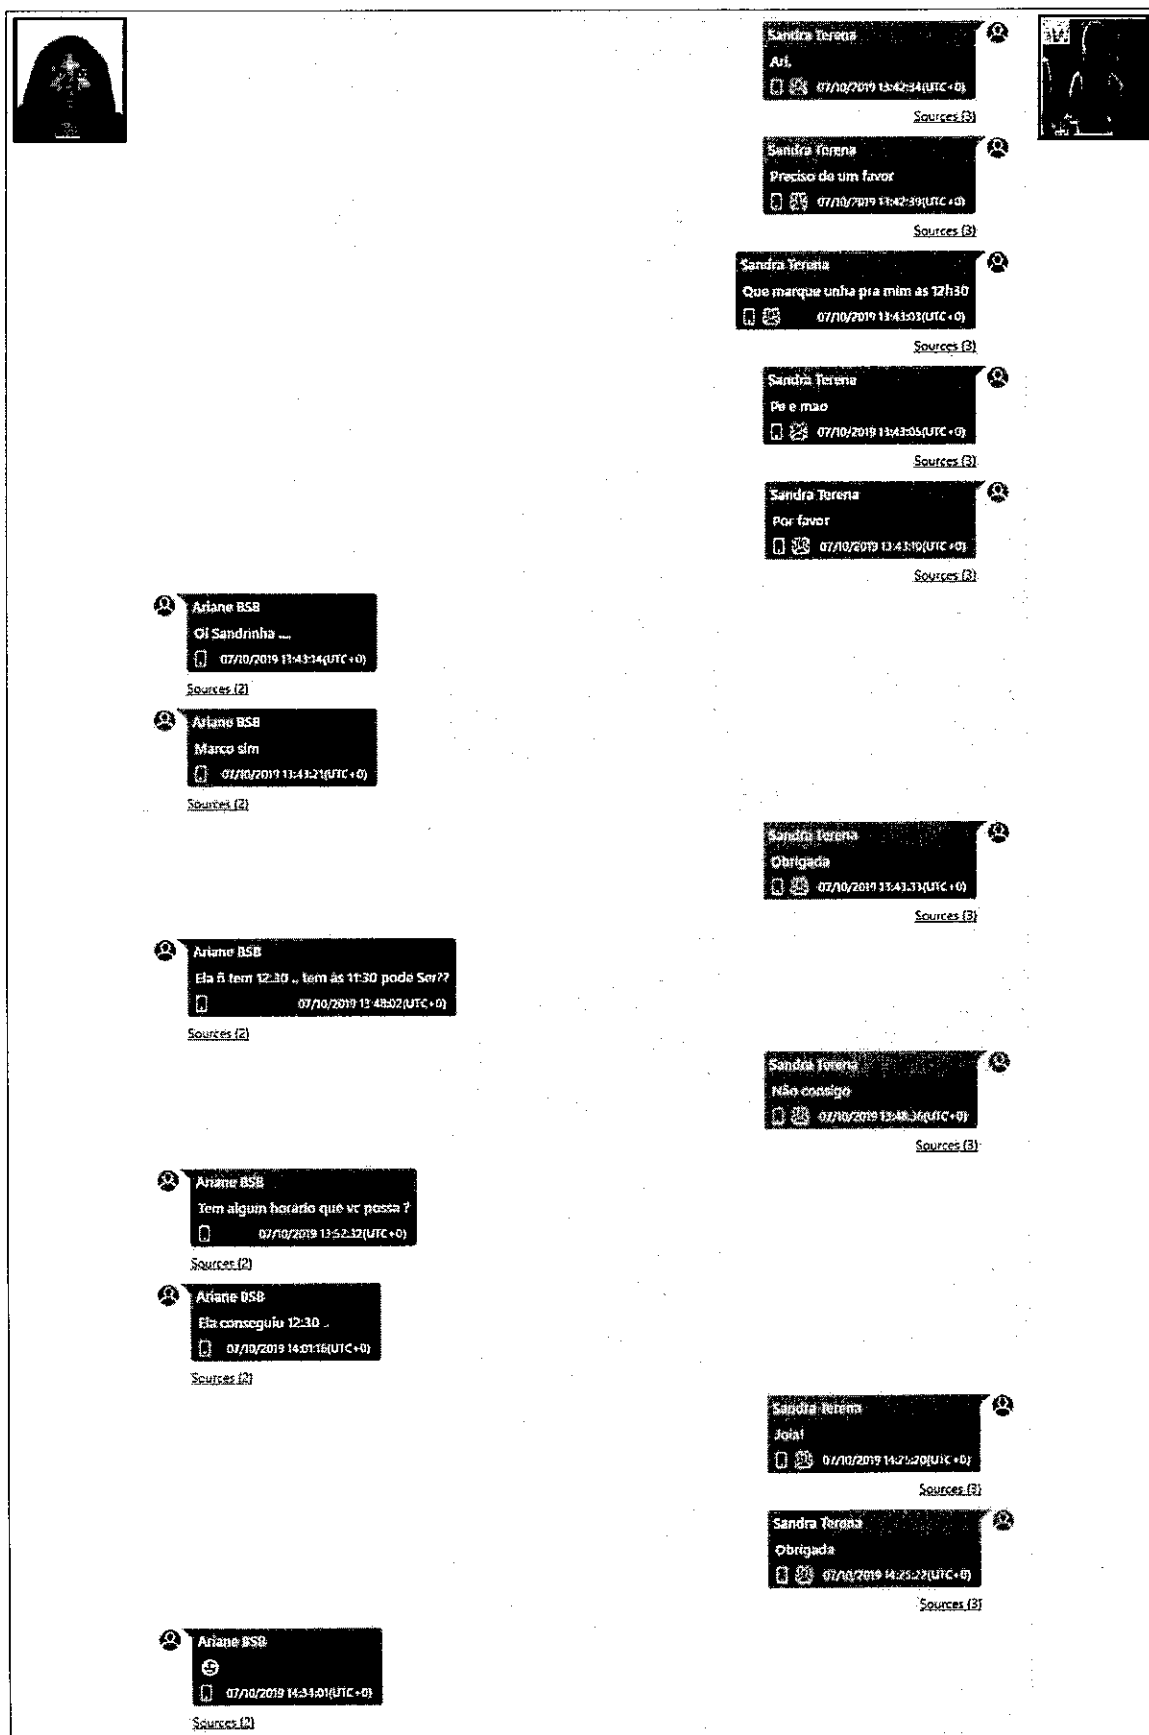 Sandra Terena
Ari,
07/10/2019 13:42:34(UTC+0)
Sources (3)
Sandra Terena
Preciso de um favor
07/10/2019 13:42:39(UTC+0)
Sources (3)
Sandra Terena
Que marque unha pra mim as 12h30
07/10/2019 13:43:03(UTC+0)
Sources (3)
Sandra Terena
Pe e mao
07/10/2019 13:43:05(UTC+0)
Sources (3)
Sandra Terena
Por favor
07/10/2019 13:43:10(UTC+0)
Sources (3)
Ariane BSB
Oi Sandrinha ....
07/10/2019 13:43:14(UTC+0)
Sources (2)
Ariane BSB
Marco sim
07/10/2019 13:43:21(UTC+0)
Sources (2)
Sandra Terena
Obrigada
07/10/2019 13:43:33(UTC+0)
Sources (3)
Ariane BSB
Ela ñ tem 12:30 .. tem às 11:30 pode Ser??
07/10/2019 13:48:02(UTC+0)
Sources (2)
Sandra Terena
Não consigo
07/10/2019 13:48:36(UTC+0)
Sources (3)
Ariane BSB
Tem algum horario que vc possa ?
07/10/2019 13:52:32(UTC+0)
Sources (2)
Ariane BSB
Ela conseguiu 12:30 ..
07/10/2019 14:01:16(UTC+0)
Sources (2)
Sandra Terena
Joia!
07/10/2019 14:25:20(UTC+0)
Sources (3)
Sandra Terena
Obrigada
07/10/2019 14:25:22(UTC+0)
Sources (3)
Ariane BSB
07/10/2019 14:34:01(UTC+0)
Sources (2)